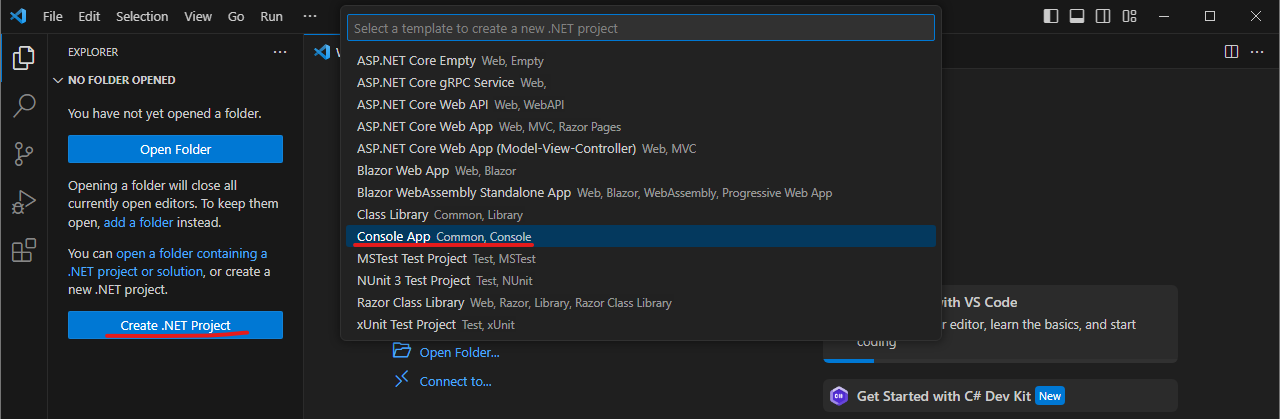 File Edit Selection View Go Run ···
Select a template to create a new .NET project
EXPLORER ···
NO FOLDER OPENED
You have not yet opened a folder.
Open Folder
Opening a folder will close all
currently open editors. To keep them
open, add a folder instead.
You can open a folder containing a
.NET project or solution, or create a
new .NET project.
Create .NET Project
ASP.NET Core Empty Web, Empty
ASP.NET Core gRPC Service Web,
ASP.NET Core Web API Web, WebAPI
ASP.NET Core Web App Web, MVC, Razor Pages
ASP.NET Core Web App (Model-View-Controller) Web, MVC
Blazor Web App Web, Blazor
Blazor WebAssembly Standalone App Web, Blazor, WebAssembly, Progressive Web App
Class Library Common, Library
Console App Common, Console
MSTest Test Project Test, MSTest
NUnit 3 Test Project Test, NUnit
Razor Class Library Web, Razor, Library, Razor Class Library
xUnit Test Project Test, xUnit
Open Folder...
Connect to...
with VS Code
editor, learn the basics, and start
coding
Get Started with C# Dev Kit New